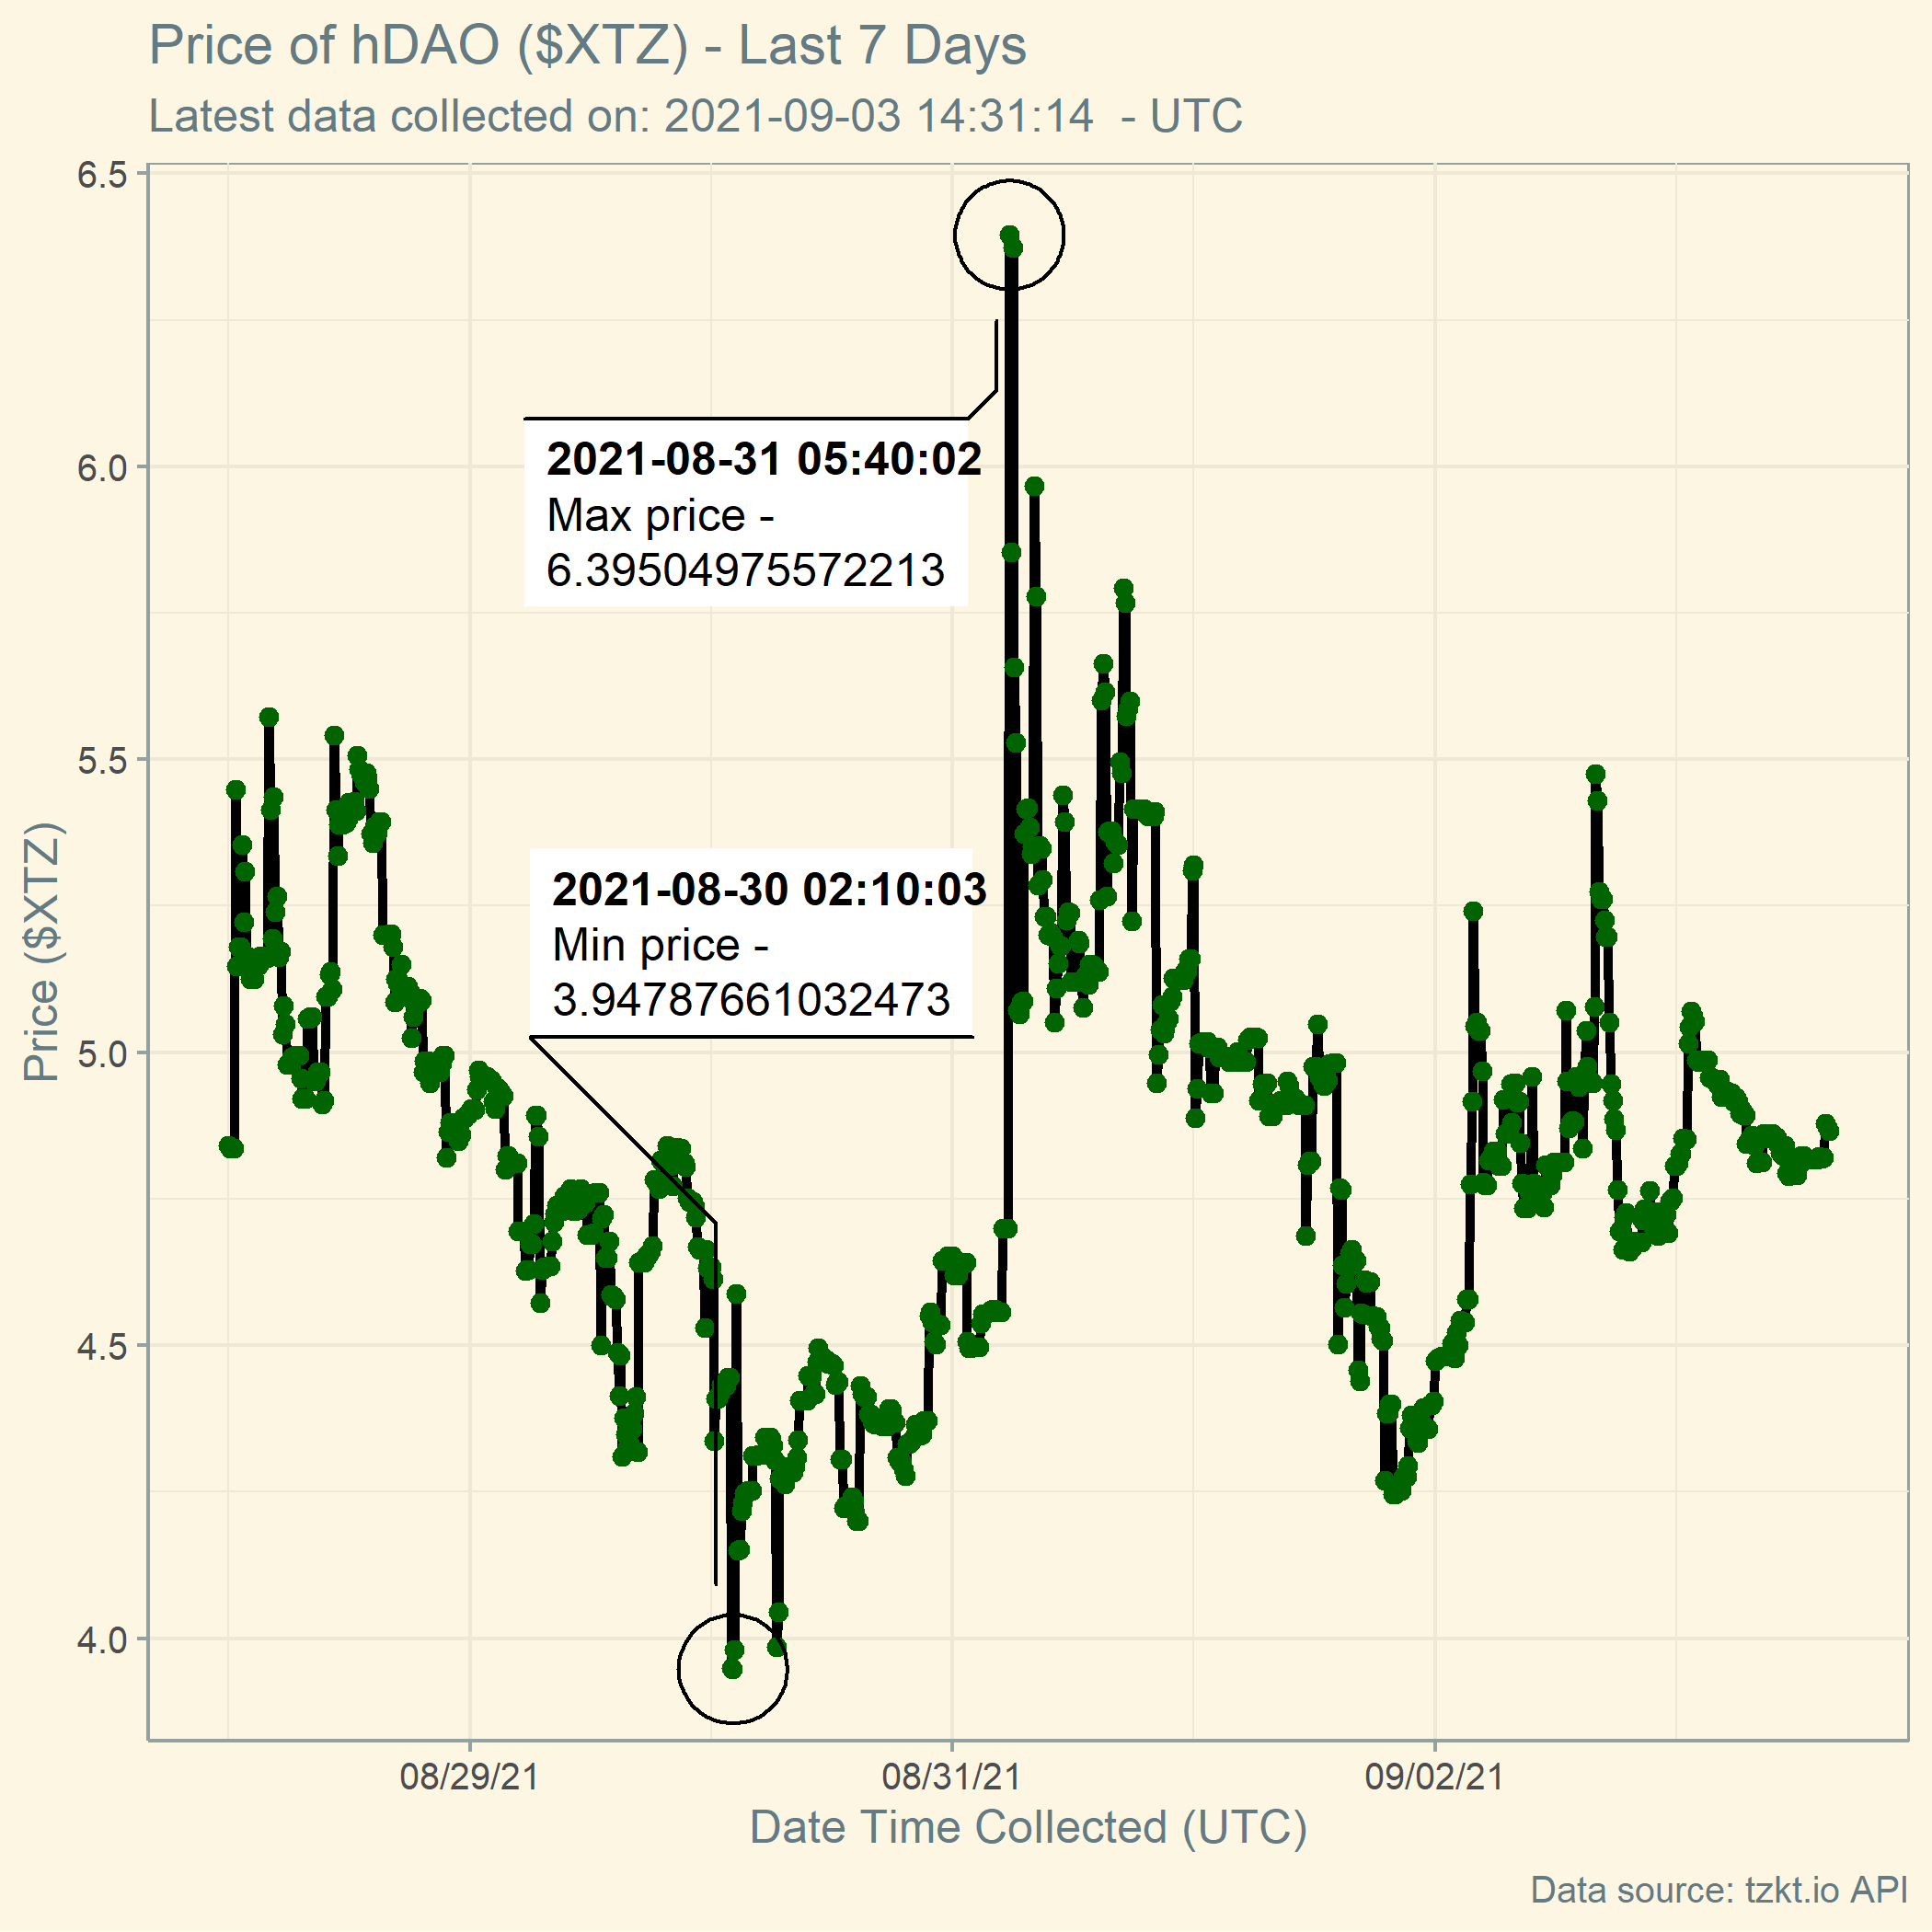 Price of hDAO ($XTZ) - Last 7 Days
Latest data collected on: 2021-09-03 14:31:14  - UTC
6.5
6.0
5.5
5.0
4.5
4.0
Price ($XTZ)
2021-08-31 05:40:02
Max price -
6.39504975572213
2021-08-30 02:10:03
Min price -
3.94787661032473
08/29/21
08/31/21
09/02/21
Date Time Collected (UTC)
Data source: tzkt.io API